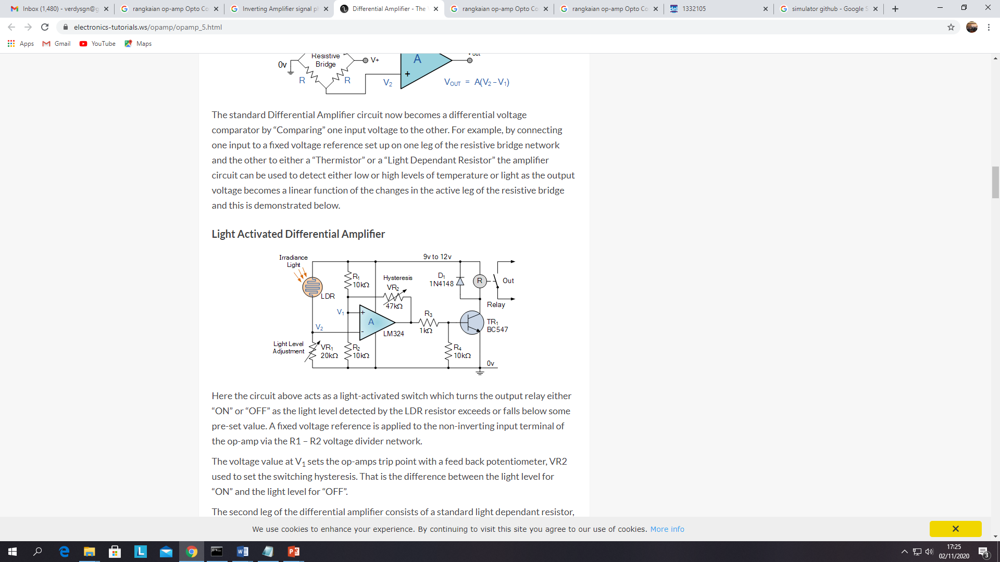 Inbox (1,480) - verdysgn@g
rangkaian op-amp Opto Co
Inverting Amplifier signal pl
Differential Amplifier - The
rangkaian op-amp Opto Co
rangkaian op-amp Opto Co
1332105
simulator github - Google S
electronics-tutorials.ws/opamp/opamp_5.html
Apps
Gmail
YouTube
Maps
Resistive
Bridge
0v
R
R
V+
V2
A
+
VOUT = A(V2 – V1)
The standard Differential Amplifier circuit now becomes a differential voltage
comparator by “Comparing” one input voltage to the other. For example, by connecting
one input to a fixed voltage reference set up on one leg of the resistive bridge network
and the other to either a “Thermistor” or a “Light Dependant Resistor” the amplifier
circuit can be used to detect either low or high levels of temperature or light as the output
voltage becomes a linear function of the changes in the active leg of the resistive bridge
and this is demonstrated below.
Light Activated Differential Amplifier
Irradiance
Light
LDR
R1
10kΩ
Hysteresis
VR2
47kΩ
9v to 12v
D1
1N4148
R
Out
Relay
V1
+
A
-
LM324
V2
R3
1kΩ
TR1
BC547
Light Level
Adjustment
VR1
20kΩ
R2
10kΩ
R4
10kΩ
0v
Here the circuit above acts as a light-activated switch which turns the output relay either
“ON” or “OFF” as the light level detected by the LDR resistor exceeds or falls below some
pre-set value. A fixed voltage reference is applied to the non-inverting input terminal of
the op-amp via the R1 – R2 voltage divider network.
The voltage value at V1 sets the op-amps trip point with a feed back potentiometer, VR2
used to set the switching hysteresis. That is the difference between the light level for
“ON” and the light level for “OFF”.
The second leg of the differential amplifier consists of a standard light dependant resistor,
We use cookies to enhance your experience. By continuing to visit this site you agree to our use of cookies. More info
17:25
02/11/2020
3